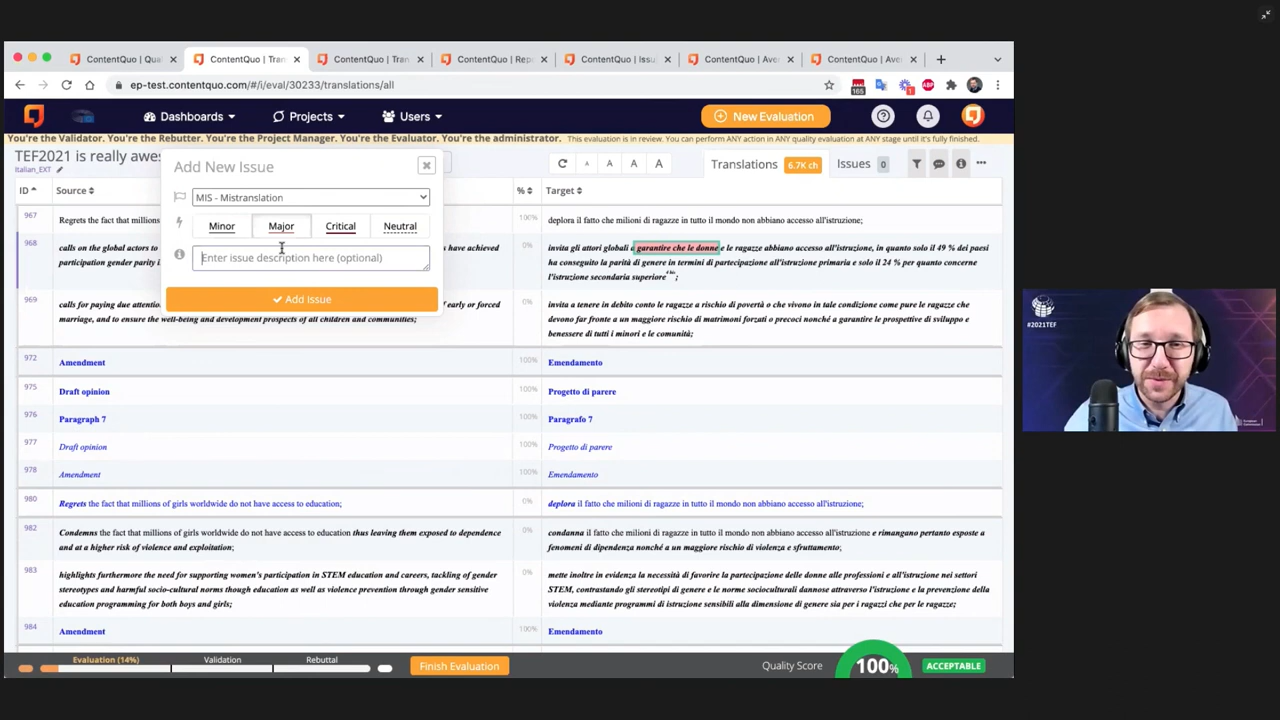 ContentQuo | Qua
ContentQuo | Tran
ContentQuo | Tran
ContentQuo | Repo
ContentQuo | Issu
ContentQuo | Ave
ContentQuo | Ave
ep-test.contentquo.com/#/i/eval/30233/translations/all
165
1
Dashboards
Projects
Users
New Evaluation
You're the Validator. You're the Rebutter. You're the Project Manager. You're the Evaluator. You're the administrator. This evaluation is in review. You can perform ANY action in ANY quality evaluation at ANY stage until it's fully finished.
TEF2021 is really awes
Italian_EXT
A A A A
Translations 6.7K ch
Issues 0
Add New Issue
MIS - Mistranslation
Minor Major Critical Neutral
Enter issue description here (optional)
Add Issue
ID Source % Target
967 Regrets the fact that millions 100% deplora il fatto che milioni di ragazze in tutto il mondo non abbiano accesso all'istruzione;
968 calls on the global actors to have achieved 0% invita gli attori globali a garantire che le donne e le ragazze abbiano accesso all'istruzione, in quanto solo il 49 % dei paesi
participation gender parity i ha conseguito la parità di genere in termini di partecipazione all'istruzione primaria e solo il 24 % per quanto concerne
l'istruzione secondaria superiore ;
969 calls for paying due attentio of early or forced 0% invita a tenere in debito conto le ragazze a rischio di povertà o che vivono in tale condizione come pure le ragazze che
marriage, and to ensure the well-being and development prospects of all children and communities; devono far fronte a un maggiore rischio di matrimoni forzati o precoci nonché a garantire le prospettive di sviluppo e
benessere di tutti i minori e le comunità;
972 Amendment 100% Emendamento
975 Draft opinion 100% Progetto di parere
976 Paragraph 7 100% Paragrafo 7
977 Draft opinion 100% Progetto di parere
978 Amendment 100% Emendamento
980 Regrets the fact that millions of girls worldwide do not have access to education; 0% deplora il fatto che milioni di ragazze in tutto il mondo non abbiano accesso all'istruzione;
982 Condemns the fact that millions of girls worldwide do not have access to education thus leaving them exposed to dependence 0% condanna il fatto che milioni di ragazze in tutto il mondo non abbiano accesso all'istruzione e rimangano pertanto esposte a
and at a higher risk of violence and exploitation; fenomeni di dipendenza nonché a un maggiore rischio di violenza e sfruttamento;
983 highlights furthermore the need for supporting women's participation in STEM education and careers, tackling of gender 0% mette inoltre in evidenza la necessità di favorire la partecipazione delle donne alle professioni e all'istruzione nei settori
stereotypes and harmful socio-cultural norms though education as well as violence prevention through gender sensitive STEM, contrastando gli stereotipi di genere e le norme socioculturali dannose attraverso l'istruzione e la prevenzione della
education programming for both boys and girls; violenza mediante programmi di istruzione sensibili alla dimensione di genere sia per i ragazzi che per le ragazze;
984 Amendment 100% Emendamento
Evaluation (14%) Validation Rebuttal
Finish Evaluation
Quality Score 100% ACCEPTABLE
#2021TEF